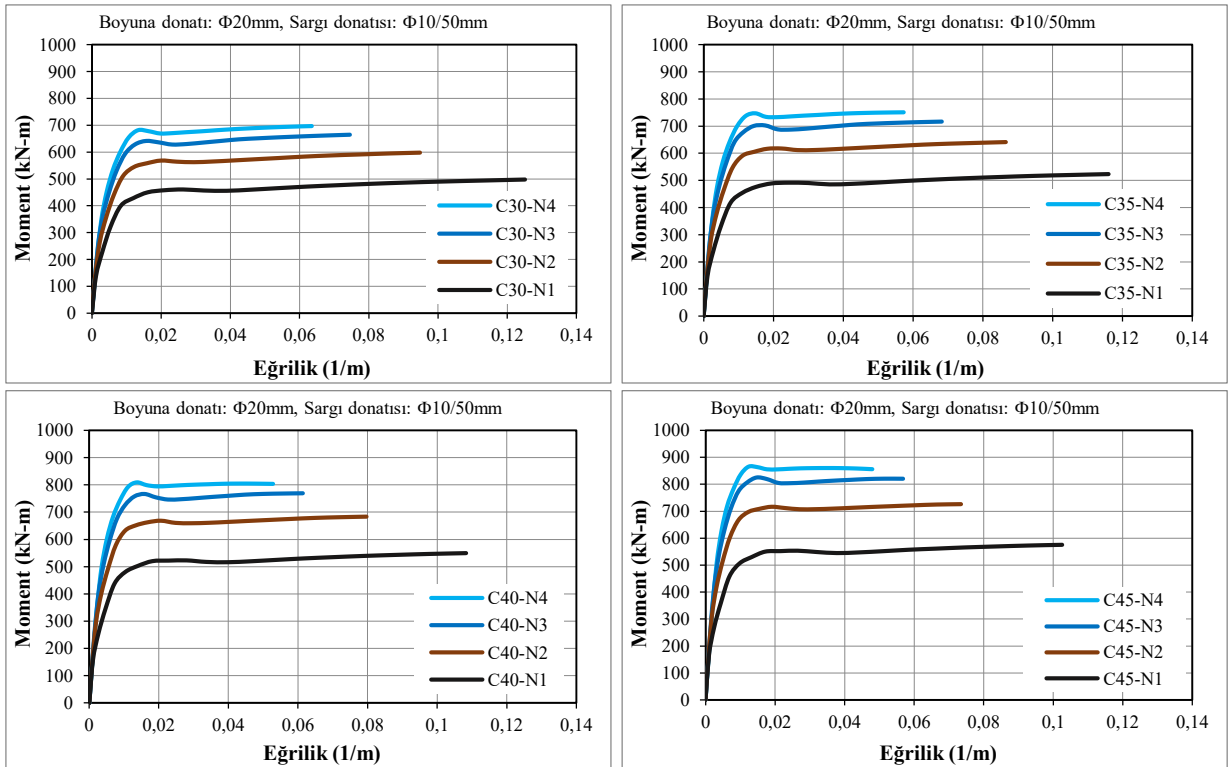 Boyuna donatı: Φ20mm, Sargı donatısı: Φ10/50mm
1000
900
800
700
600
500
400
300
200
100
0
Moment (kN-m)
C30-N4
C30-N3
C30-N2
C30-N1
0 0,02 0,04 0,06 0,08 0,1 0,12 0,14
Eğrilik (1/m)
Boyuna donatı: Φ20mm, Sargı donatısı: Φ10/50mm
1000
900
800
700
600
500
400
300
200
100
0
Moment (kN-m)
C35-N4
C35-N3
C35-N2
C35-N1
0 0,02 0,04 0,06 0,08 0,1 0,12 0,14
Eğrilik (1/m)
Boyuna donatı: Φ20mm, Sargı donatısı: Φ10/50mm
1000
900
800
700
600
500
400
300
200
100
0
Moment (kN-m)
C40-N4
C40-N3
C40-N2
C40-N1
0 0,02 0,04 0,06 0,08 0,1 0,12 0,14
Eğrilik (1/m)
Boyuna donatı: Φ20mm, Sargı donatısı: Φ10/50mm
1000
900
800
700
600
500
400
300
200
100
0
Moment (kN-m)
C45-N4
C45-N3
C45-N2
C45-N1
0 0,02 0,04 0,06 0,08 0,1 0,12 0,14
Eğrilik (1/m)